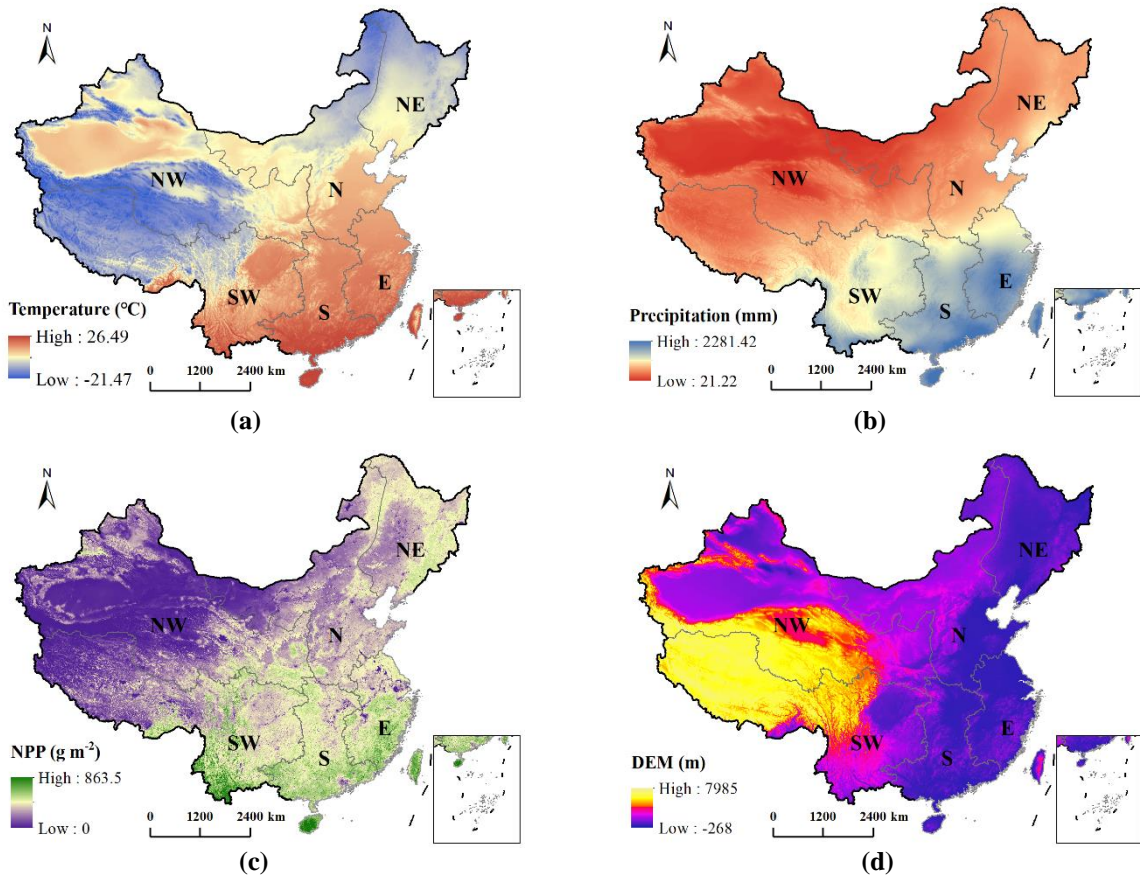 N
NE
NW
N
SW
S
E
Temperature (°C)
High : 26.49
Low : -21.47
0 1200 2400 km
(a)
N
NE
NW
N
SW
S
E
Precipitation (mm)
High : 2281.42
Low : 21.22
0 1200 2400 km
(b)
N
NE
NW
N
SW
S
E
NPP (g m⁻²)
High : 863.5
Low : 0
0 1200 2400 km
(c)
N
NE
NW
N
SW
S
E
DEM (m)
High : 7985
Low : -268
0 1200 2400 km
(d)